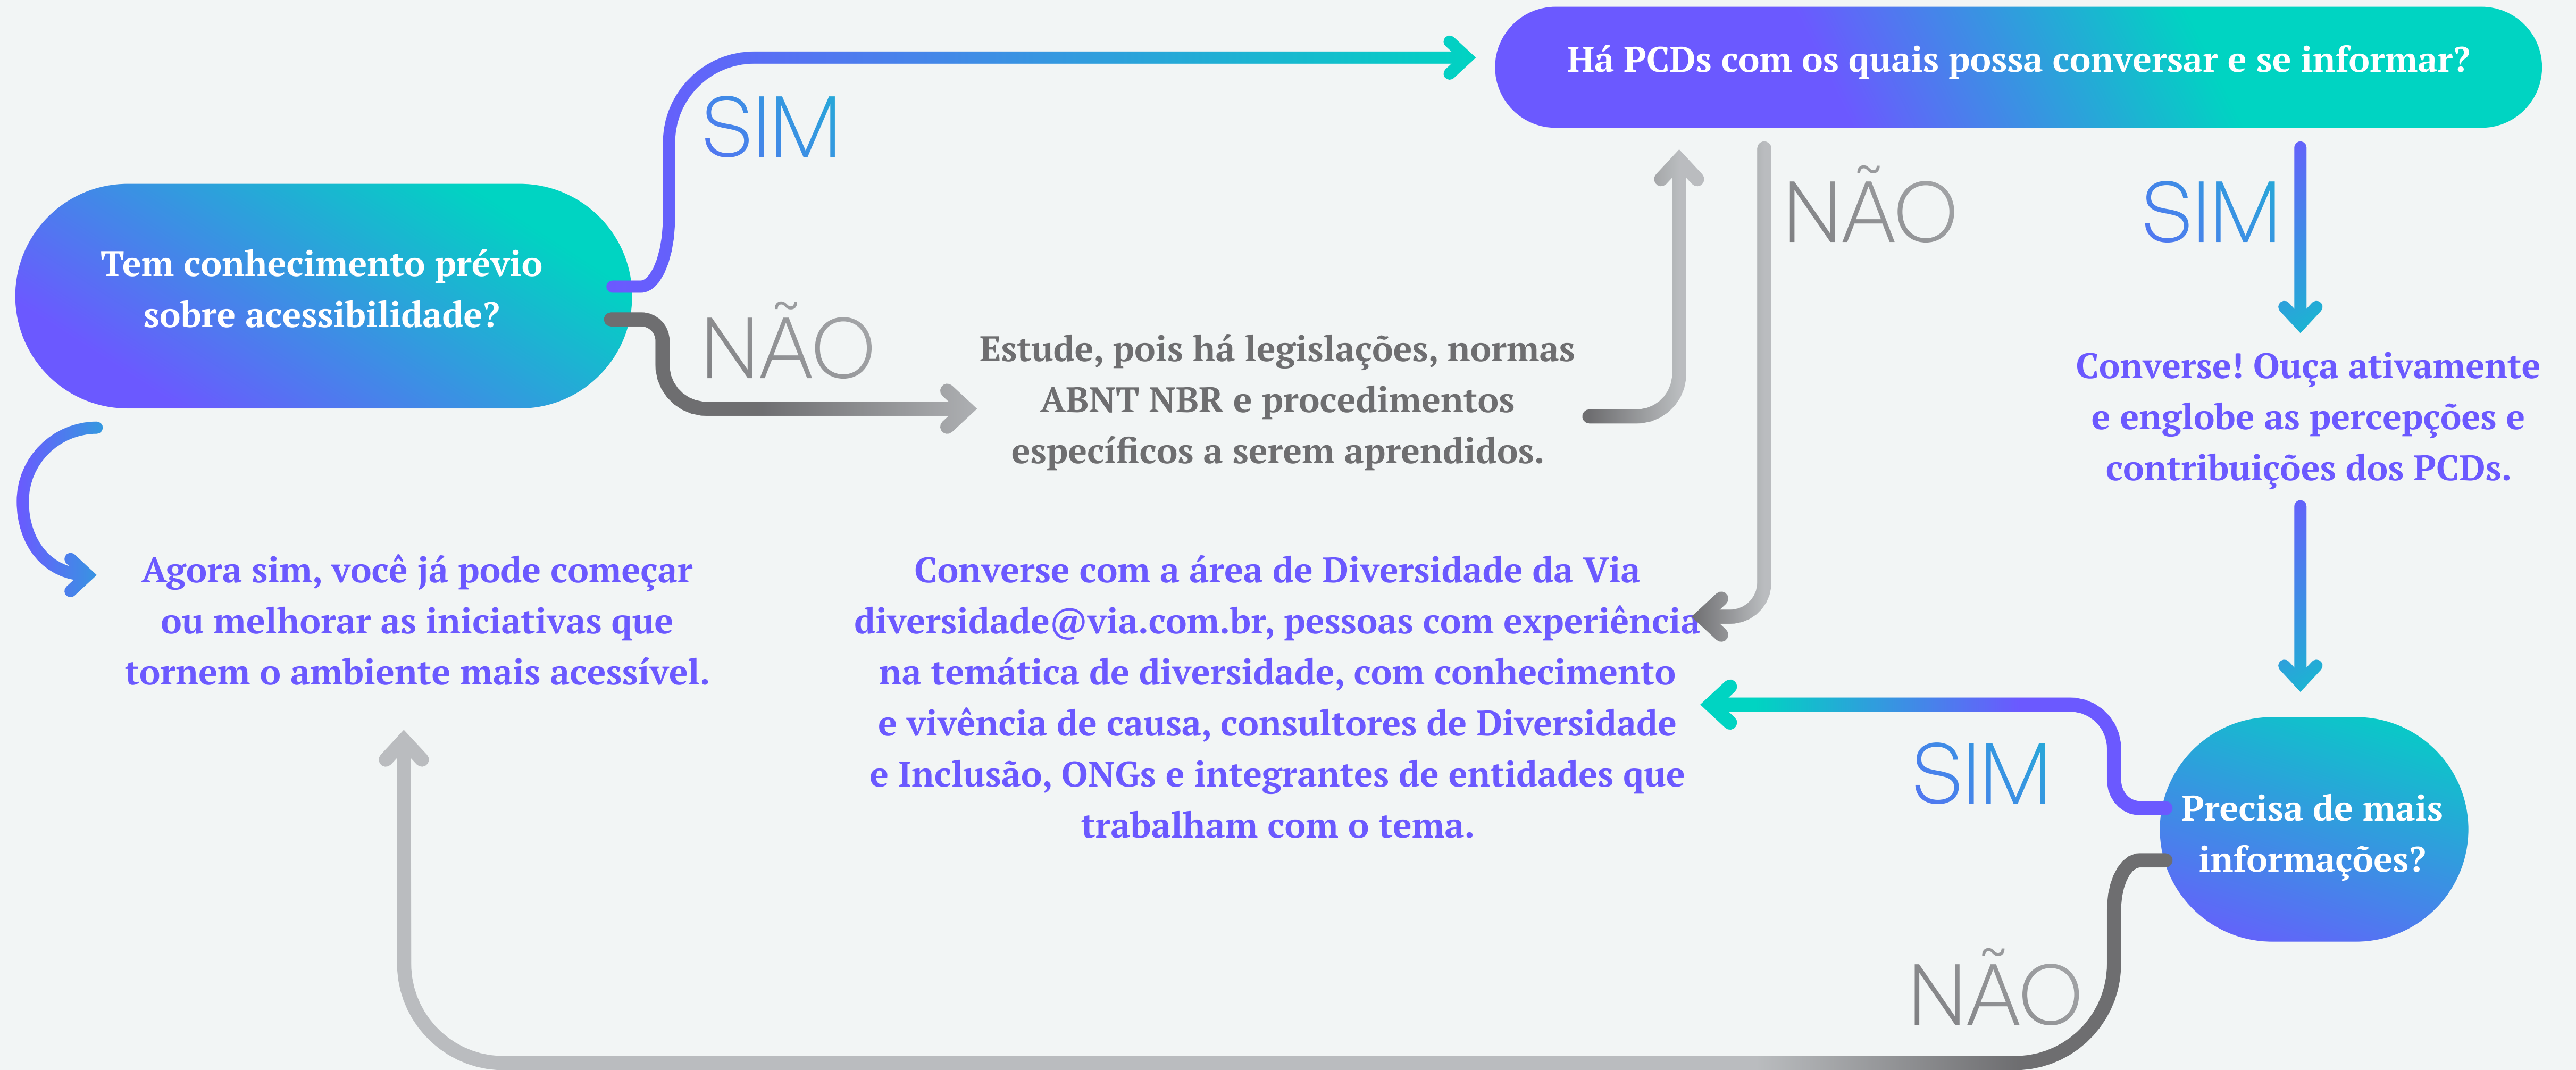 Há PCDs com os quais possa conversar e se informar?
SIM
NÃO
SIM
Tem conhecimento prévio
sobre acessibilidade?
NÃO
Estude, pois há legislações, normas
ABNT NBR e procedimentos
específicos a serem aprendidos.
Converse! Ouça ativamente
e englobe as percepções e
contribuições dos PCDs.
Agora sim, você já pode começar
ou melhorar as iniciativas que
tornem o ambiente mais acessível.
Converse com a área de Diversidade da Via
diversidade@via.com.br, pessoas com experiência
na temática de diversidade, com conhecimento
e vivência de causa, consultores de Diversidade
e Inclusão, ONGs e integrantes de entidades que
trabalham com o tema.
SIM
Precisa de mais
informações?
NÃO